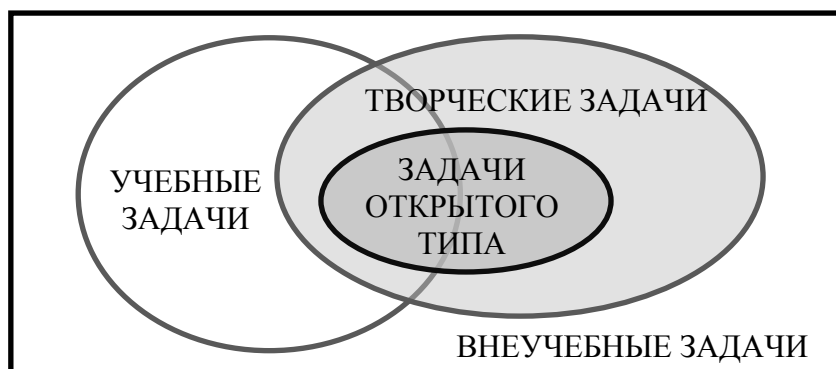 ТВОРЧЕСКИЕ ЗАДАЧИ
УЧЕБНЫЕ
ЗАДАЧИ
ЗАДАЧИ
ОТКРЫТОГО
ТИПА
ВНЕУЧЕБНЫЕ ЗАДАЧИ